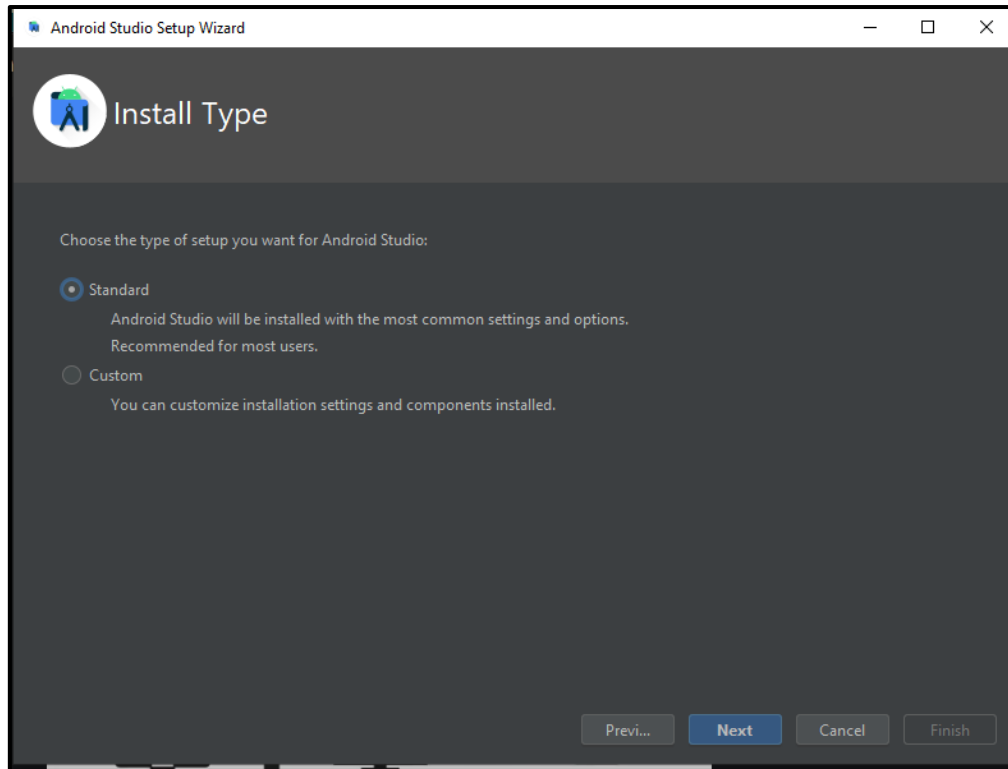 Android Studio Setup Wizard
Install Type
Choose the type of setup you want for Android Studio:
Standard
Android Studio will be installed with the most common settings and options.
Recommended for most users.
Custom
You can customize installation settings and components installed.
Previ... Next Cancel Finish